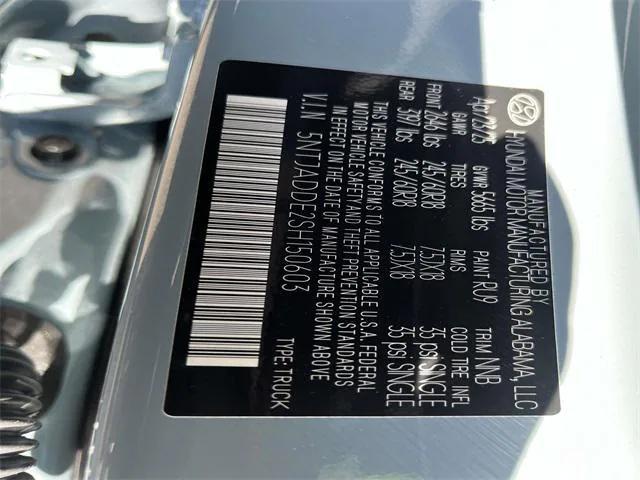 MANUFACTURED BY
HYUNDAI MOTOR MANUFACTURING ALABAMA, LLC
Apr/23/25 GVWR 5665 lbs PAINT RU9 TRIM NNB
GAWR TIRES RIMS COLD TIRE INFL
FRONT 2646 lbs 245/60R18 7.5JX18 35 psi SINGLE
REAR 3197 lbs 245/60R18 7.5JX18 35 psi SINGLE
THIS VEHICLE CONFORMS TO ALL APPLICABLE U.S.A. FEDERAL
MOTOR VEHICLE SAFETY AND THEFT PREVENTION STANDARDS
IN EFFECT ON THE DATE OF MANUFACTURE SHOWN ABOVE
V.I.N 5NTJADDE2SH150603 TYPE: TRUCK